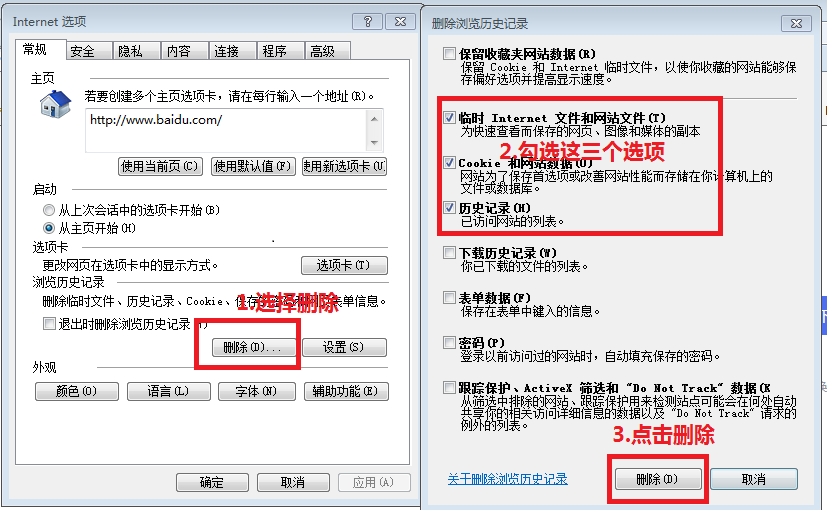 Internet 选项
常规
安全
隐私
内容
连接
程序
高级
主页
若要创建多个主页选项卡，请在每行输入一个地址(R)。
http://www.baidu.com/
使用当前页(C)
使用默认值(F)
使用新选项卡(U)
启动
从上次会话中的选项卡开始(B)
从主页开始(H)
选项卡
更改网页在选项卡中的显示方式。
选项卡(T)
浏览历史记录
删除临时文件、历史记录、Cookie、保存的
表单信息。
1.选择删除
退出时删除浏览历史记录
删除(D)...
设置(S)
外观
颜色(O)
语言(L)
字体(N)
辅助功能(E)
确定
取消
应用(A)
删除浏览历史记录
保留收藏夹网站数据(R)
保留 Cookie 和 Internet 临时文件，以使你收藏的网站能够保
存偏好选项并提高显示速度。
临时 Internet 文件和网站文件(T)
为快速查看而保存的网页、图像和媒体的副本
2.勾选这三个选项
Cookie 和网站数据(O)
网站为了保存首选项或改善网站性能而存储在你计算机上的
文件或数据库。
历史记录(H)
已访问网站的列表。
下载历史记录(W)
你已下载的文件的列表。
表单数据(F)
保存在表单中键入的信息。
密码(P)
登录以前访问过的网站时，自动填充保存的密码。
跟踪保护、ActiveX 筛选和 "Do Not Track" 数据(K
从筛选中排除的网站、跟踪保护用来检测站点可能会在何处自动
共享你的相关访问详细信息的数据以及 "Do Not Track" 请求的
例外的列表。
3.点击删除
关于删除浏览历史记录
删除(D)
取消